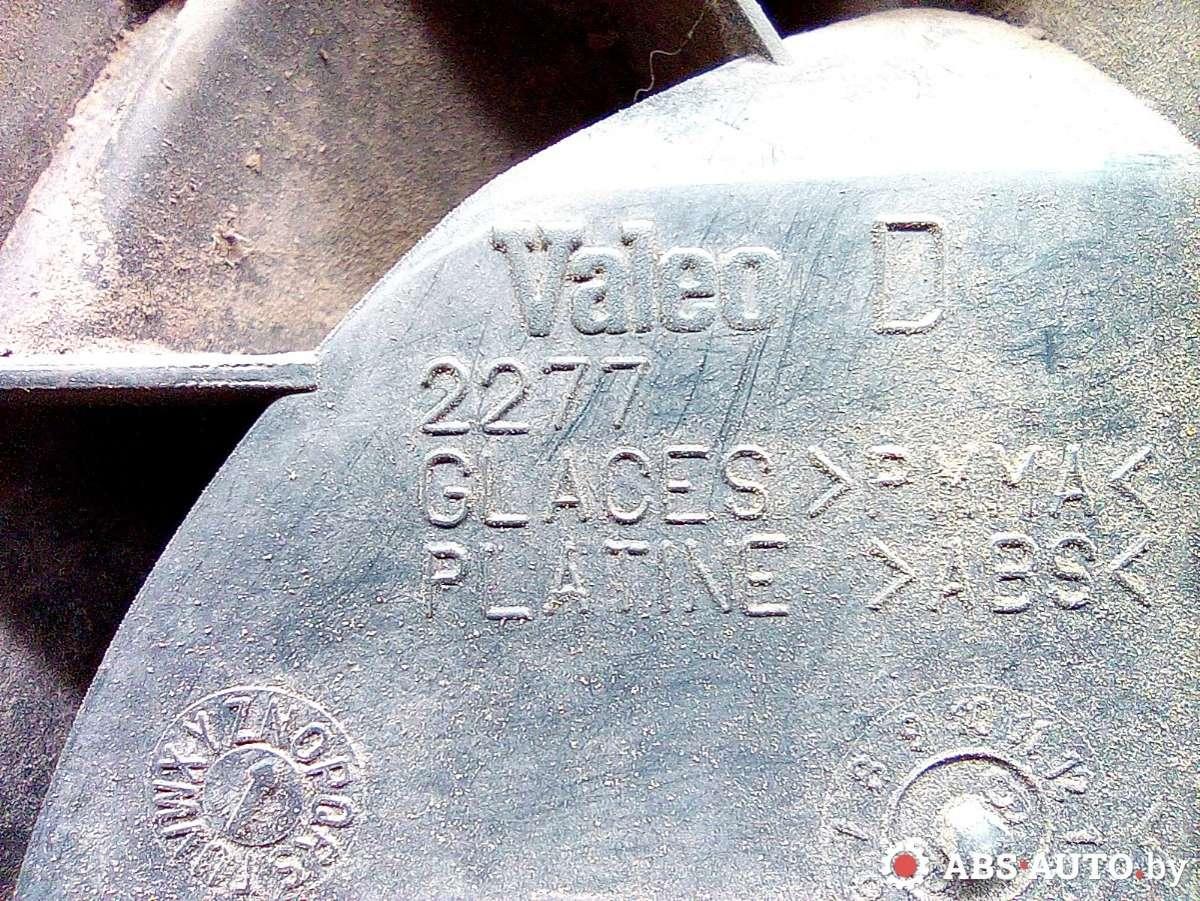 Valeo D
2277
GLACES >PMMA<
PLATINE >ABS<
ABS-AUTO.by